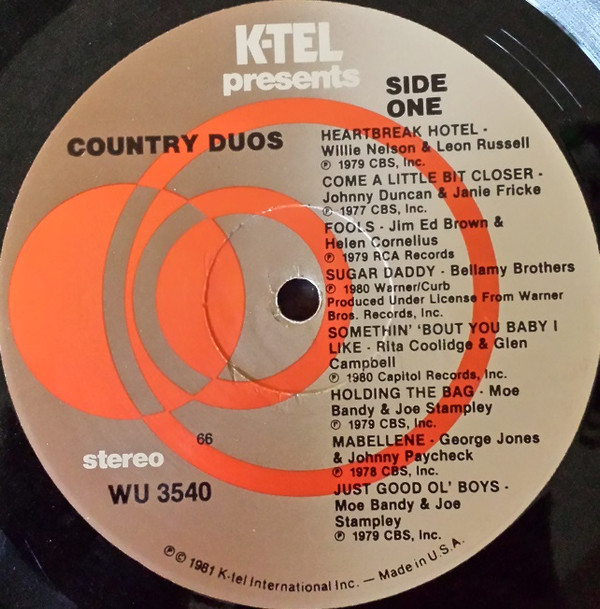 K-TEL
presents
SIDE
ONE
COUNTRY DUOS
HEARTBREAK HOTEL -
Willie Nelson & Leon Russell
℗ 1979 CBS, Inc.
COME A LITTLE BIT CLOSER -
Johnny Duncan & Janie Fricke
℗ 1977 CBS, Inc.
FOOLS - Jim Ed Brown &
Helen Cornelius
℗ 1979 RCA Records
SUGAR DADDY - Bellamy Brothers
℗ 1980 Warner/Curb
Produced Under License From Warner
Bros. Records, Inc.
SOMETHIN' 'BOUT YOU BABY I
LIKE - Rita Coolidge & Glen
Campbell
℗ 1980 Capitol Records, Inc.
HOLDING THE BAG - Moe
Bandy & Joe Stampley
℗ 1979 CBS, Inc.
MABELLENE - George Jones
& Johnny Paycheck
℗ 1978 CBS, Inc.
JUST GOOD OL' BOYS -
Moe Bandy & Joe
Stampley
℗ 1979 CBS, Inc.
66
stereo
WU 3540
℗ © 1981 K-tel International Inc. — Made in U.S.A.